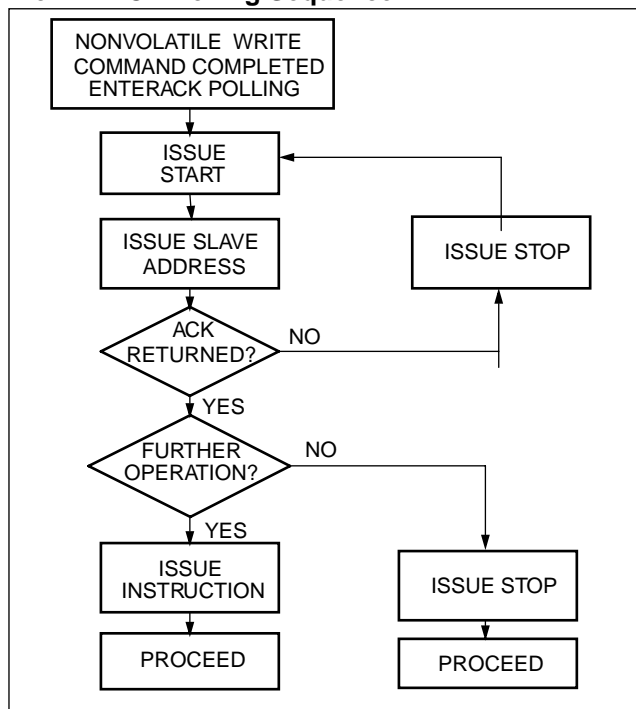 NONVOLATILE WRITE
COMMAND COMPLETED
ENTERACK POLLING
ISSUE
START
ISSUE SLAVE
ADDRESS
ISSUE STOP
ACK
RETURNED?
NO
YES
FURTHER
OPERATION?
NO
YES
ISSUE
INSTRUCTION
ISSUE STOP
PROCEED
PROCEED